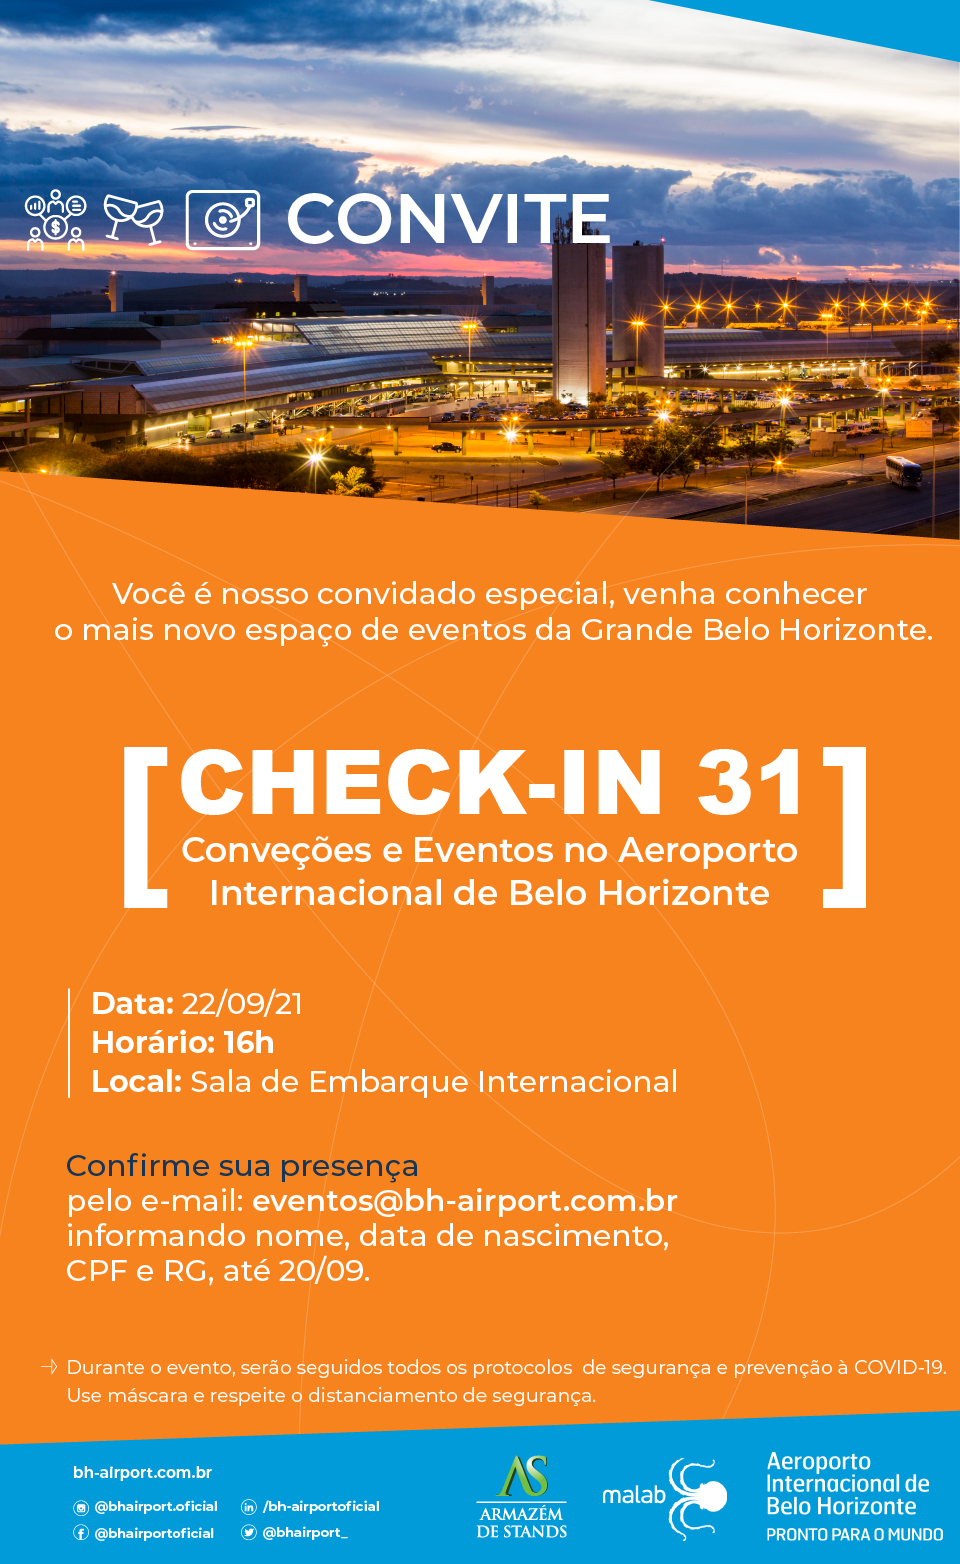 CONVITE
Você é nosso convidado especial, venha conhecer
o mais novo espaço de eventos da Grande Belo Horizonte.
[CHECK-IN 31]
Conveções e Eventos no Aeroporto
Internacional de Belo Horizonte
Data: 22/09/21
Horário: 16h
Local: Sala de Embarque Internacional
Confirme sua presença
pelo e-mail: eventos@bh-airport.com.br
informando nome, data de nascimento,
CPF e RG, até 20/09.
Durante o evento, serão seguidos todos os protocolos de segurança e prevenção à COVID-19.
Use máscara e respeite o distanciamento de segurança.
bh-airport.com.br
@bhairport.oficial
/bh-airportoficial
@bhairportoficial
@bhairport_
AS
ARMAZÉM
DE STANDS
malab
Aeroporto
Internacional de
Belo Horizonte
PRONTO PARA O MUNDO